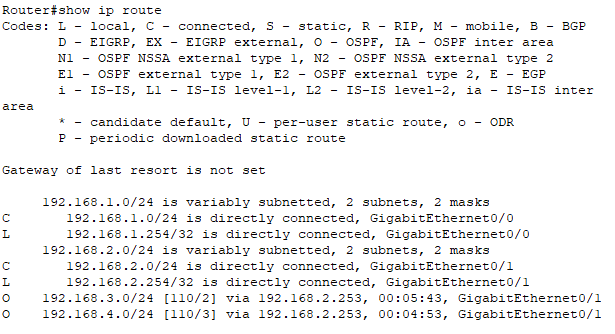 Router#show ip route
Codes: L - local, C - connected, S - static, R - RIP, M - mobile, B - BGP
       D - EIGRP, EX - EIGRP external, O - OSPF, IA - OSPF inter area
       N1 - OSPF NSSA external type 1, N2 - OSPF NSSA external type 2
       E1 - OSPF external type 1, E2 - OSPF external type 2, E - EGP
       i - IS-IS, L1 - IS-IS level-1, L2 - IS-IS level-2, ia - IS-IS inter
area
       * - candidate default, U - per-user static route, o - ODR
       P - periodic downloaded static route

Gateway of last resort is not set

     192.168.1.0/24 is variably subnetted, 2 subnets, 2 masks
C       192.168.1.0/24 is directly connected, GigabitEthernet0/0
L       192.168.1.254/32 is directly connected, GigabitEthernet0/0
     192.168.2.0/24 is variably subnetted, 2 subnets, 2 masks
C       192.168.2.0/24 is directly connected, GigabitEthernet0/1
L       192.168.2.254/32 is directly connected, GigabitEthernet0/1
O    192.168.3.0/24 [110/2] via 192.168.2.253, 00:05:43, GigabitEthernet0/1
O    192.168.4.0/24 [110/3] via 192.168.2.253, 00:04:53, GigabitEthernet0/1